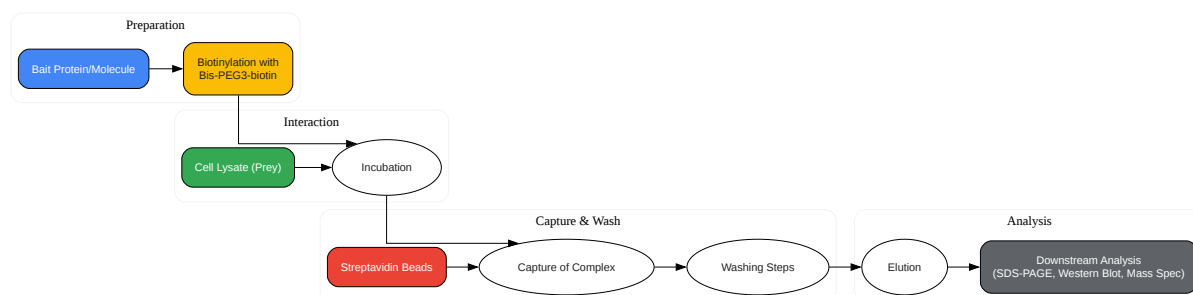 Preparation
Bait Protein/Molecule
Biotinylation with
Bis-PEG3-biotin
Interaction
Cell Lysate (Prey)
Incubation
Capture & Wash
Streptavidin Beads
Capture of Complex
Washing Steps
Analysis
Elution
Downstream Analysis
(SDS-PAGE, Western Blot, Mass Spec)